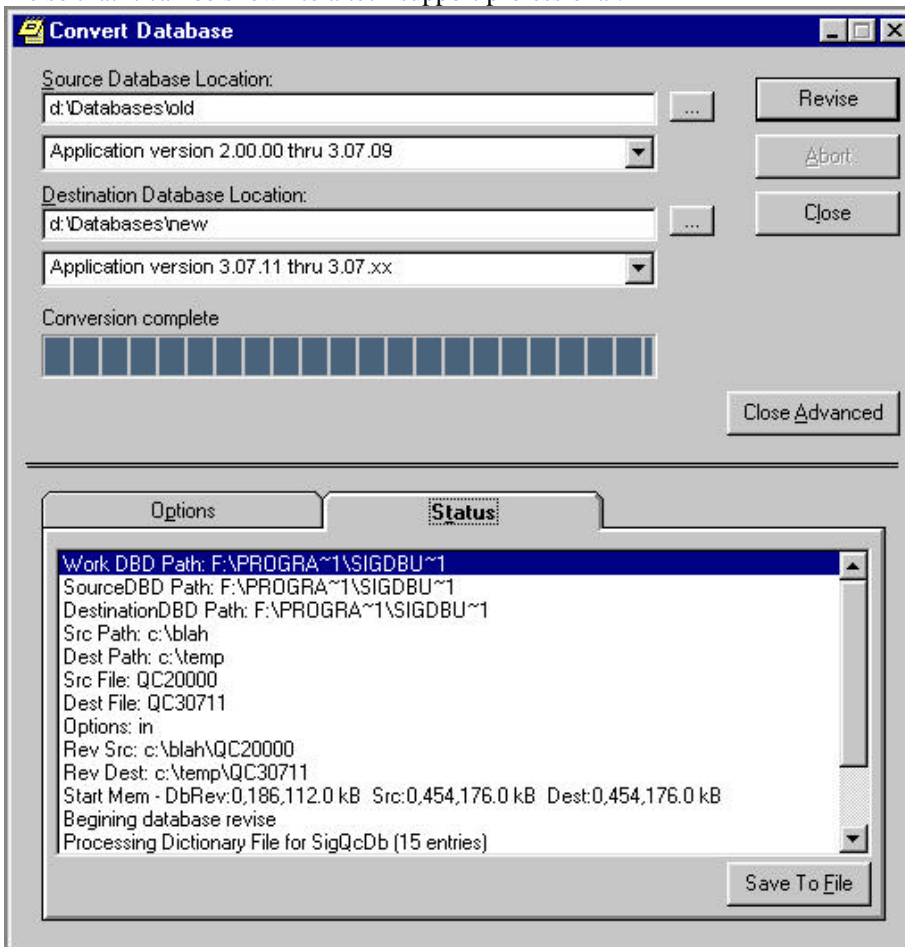 Convert Database
Source Database Location:
d:\Databases\old
...
Revise
Application version 2.00.00 thru 3.07.09
Abort
Destination Database Location:
d:\Databases\new
...
Close
Application version 3.07.11 thru 3.07.xx
Conversion complete
Close Advanced
Options
Status
Work DBD Path: F:\PROGRA~1\SIGDBU~1
SourceDBD Path: F:\PROGRA~1\SIGDBU~1
DestinationDBD Path: F:\PROGRA~1\SIGDBU~1
Src Path: c:\blah
Dest Path: c:\temp
Src File: QC20000
Dest File: QC30711
Options: in
Rev Src: c:\blah\QC20000
Rev Dest: c:\temp\QC30711
Start Mem - DbRev:0,186,112.0 kB Src:0,454,176.0 kB Dest:0,454,176.0 kB
Begining database revise
Processing Dictionary File for SigQcDb (15 entries)
Save To File